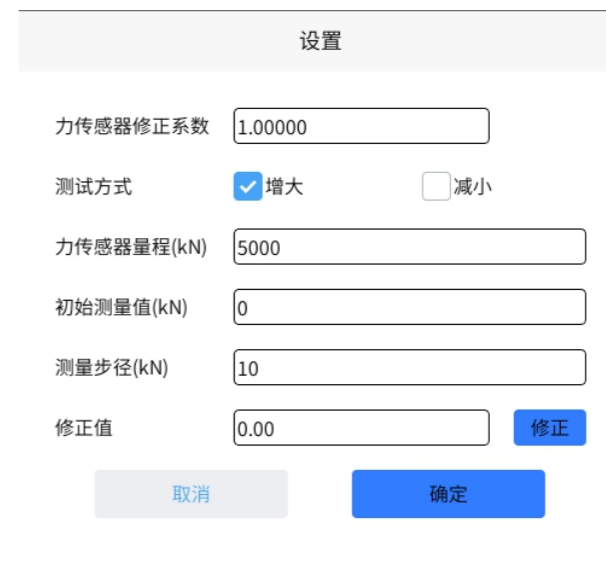 设置
力传感器修正系数 1.00000
测试方式 增大 减小
力传感器量程(kN) 5000
初始测量值(kN) 0
测量步径(kN) 10
修正值 0.00 修正
取消 确定